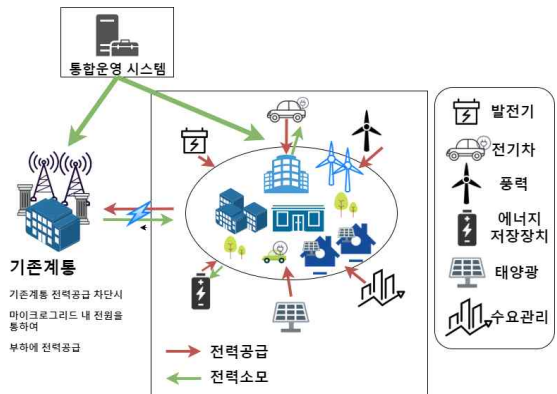 통합운영 시스템
기존계통
기존계통 전력공급 차단시
마이크로그리드 내 전원을
통하여
부하에 전력공급
전력공급
전력소모
발전기
전기차
풍력
에너지
저장장치
태양광
수요관리